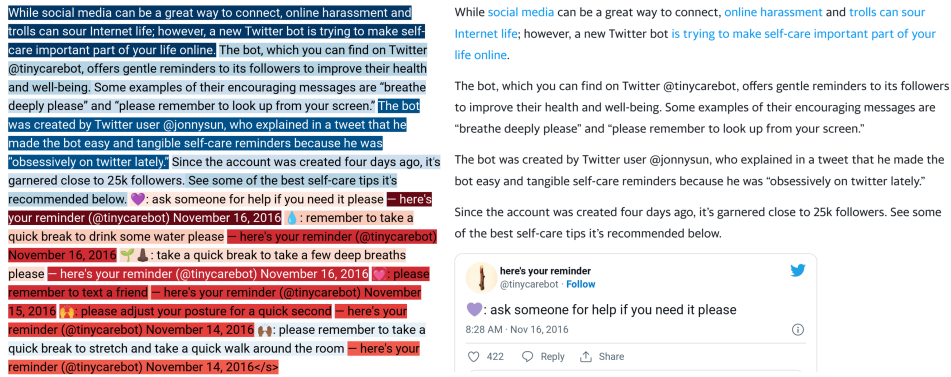 While social media can be a great way to connect, online harassment and
trolls can sour Internet life; however, a new Twitter bot is trying to make self-
care important part of your life online. The bot, which you can find on Twitter
@tinycarebot, offers gentle reminders to its followers to improve their health
and well-being. Some examples of their encouraging messages are “breathe
deeply please” and “please remember to look up from your screen.” The bot
was created by Twitter user @jonnysun, who explained in a tweet that he
made the bot easy and tangible self-care reminders because he was
“obsessively on twitter lately.” Since the account was created four days ago, it's
garnered close to 25k followers. See some of the best self-care tips it's
recommended below. 💜: ask someone for help if you need it please — here's
your reminder (@tinycarebot) November 16, 2016 💧: remember to take a
quick break to drink some water please — here's your reminder (@tinycarebot)
November 16, 2016 🌱👃🏿: take a quick break to take a few deep breaths
please — here's your reminder (@tinycarebot) November 16, 2016 💓: please
remember to text a friend — here's your reminder (@tinycarebot) November
15, 2016 🙌: please adjust your posture for a quick second — here's your
reminder (@tinycarebot) November 14, 2016 🙌🏽: please remember to take a
quick break to stretch and take a quick walk around the room — here's your
reminder (@tinycarebot) November 14, 2016</s>
While social media can be a great way to connect, online harassment and trolls can sour
Internet life; however, a new Twitter bot is trying to make self-care important part of your
life online.
The bot, which you can find on Twitter @tinycarebot, offers gentle reminders to its followers
to improve their health and well-being. Some examples of their encouraging messages are
“breathe deeply please” and “please remember to look up from your screen.”
The bot was created by Twitter user @jonnysun, who explained in a tweet that he made the
bot easy and tangible self-care reminders because he was “obsessively on twitter lately.”
Since the account was created four days ago, it’s garnered close to 25k followers. See some
of the best self-care tips it’s recommended below.
here's your reminder
@tinycarebot · Follow
💜: ask someone for help if you need it please
8:28 AM · Nov 16, 2016
422 Reply Share